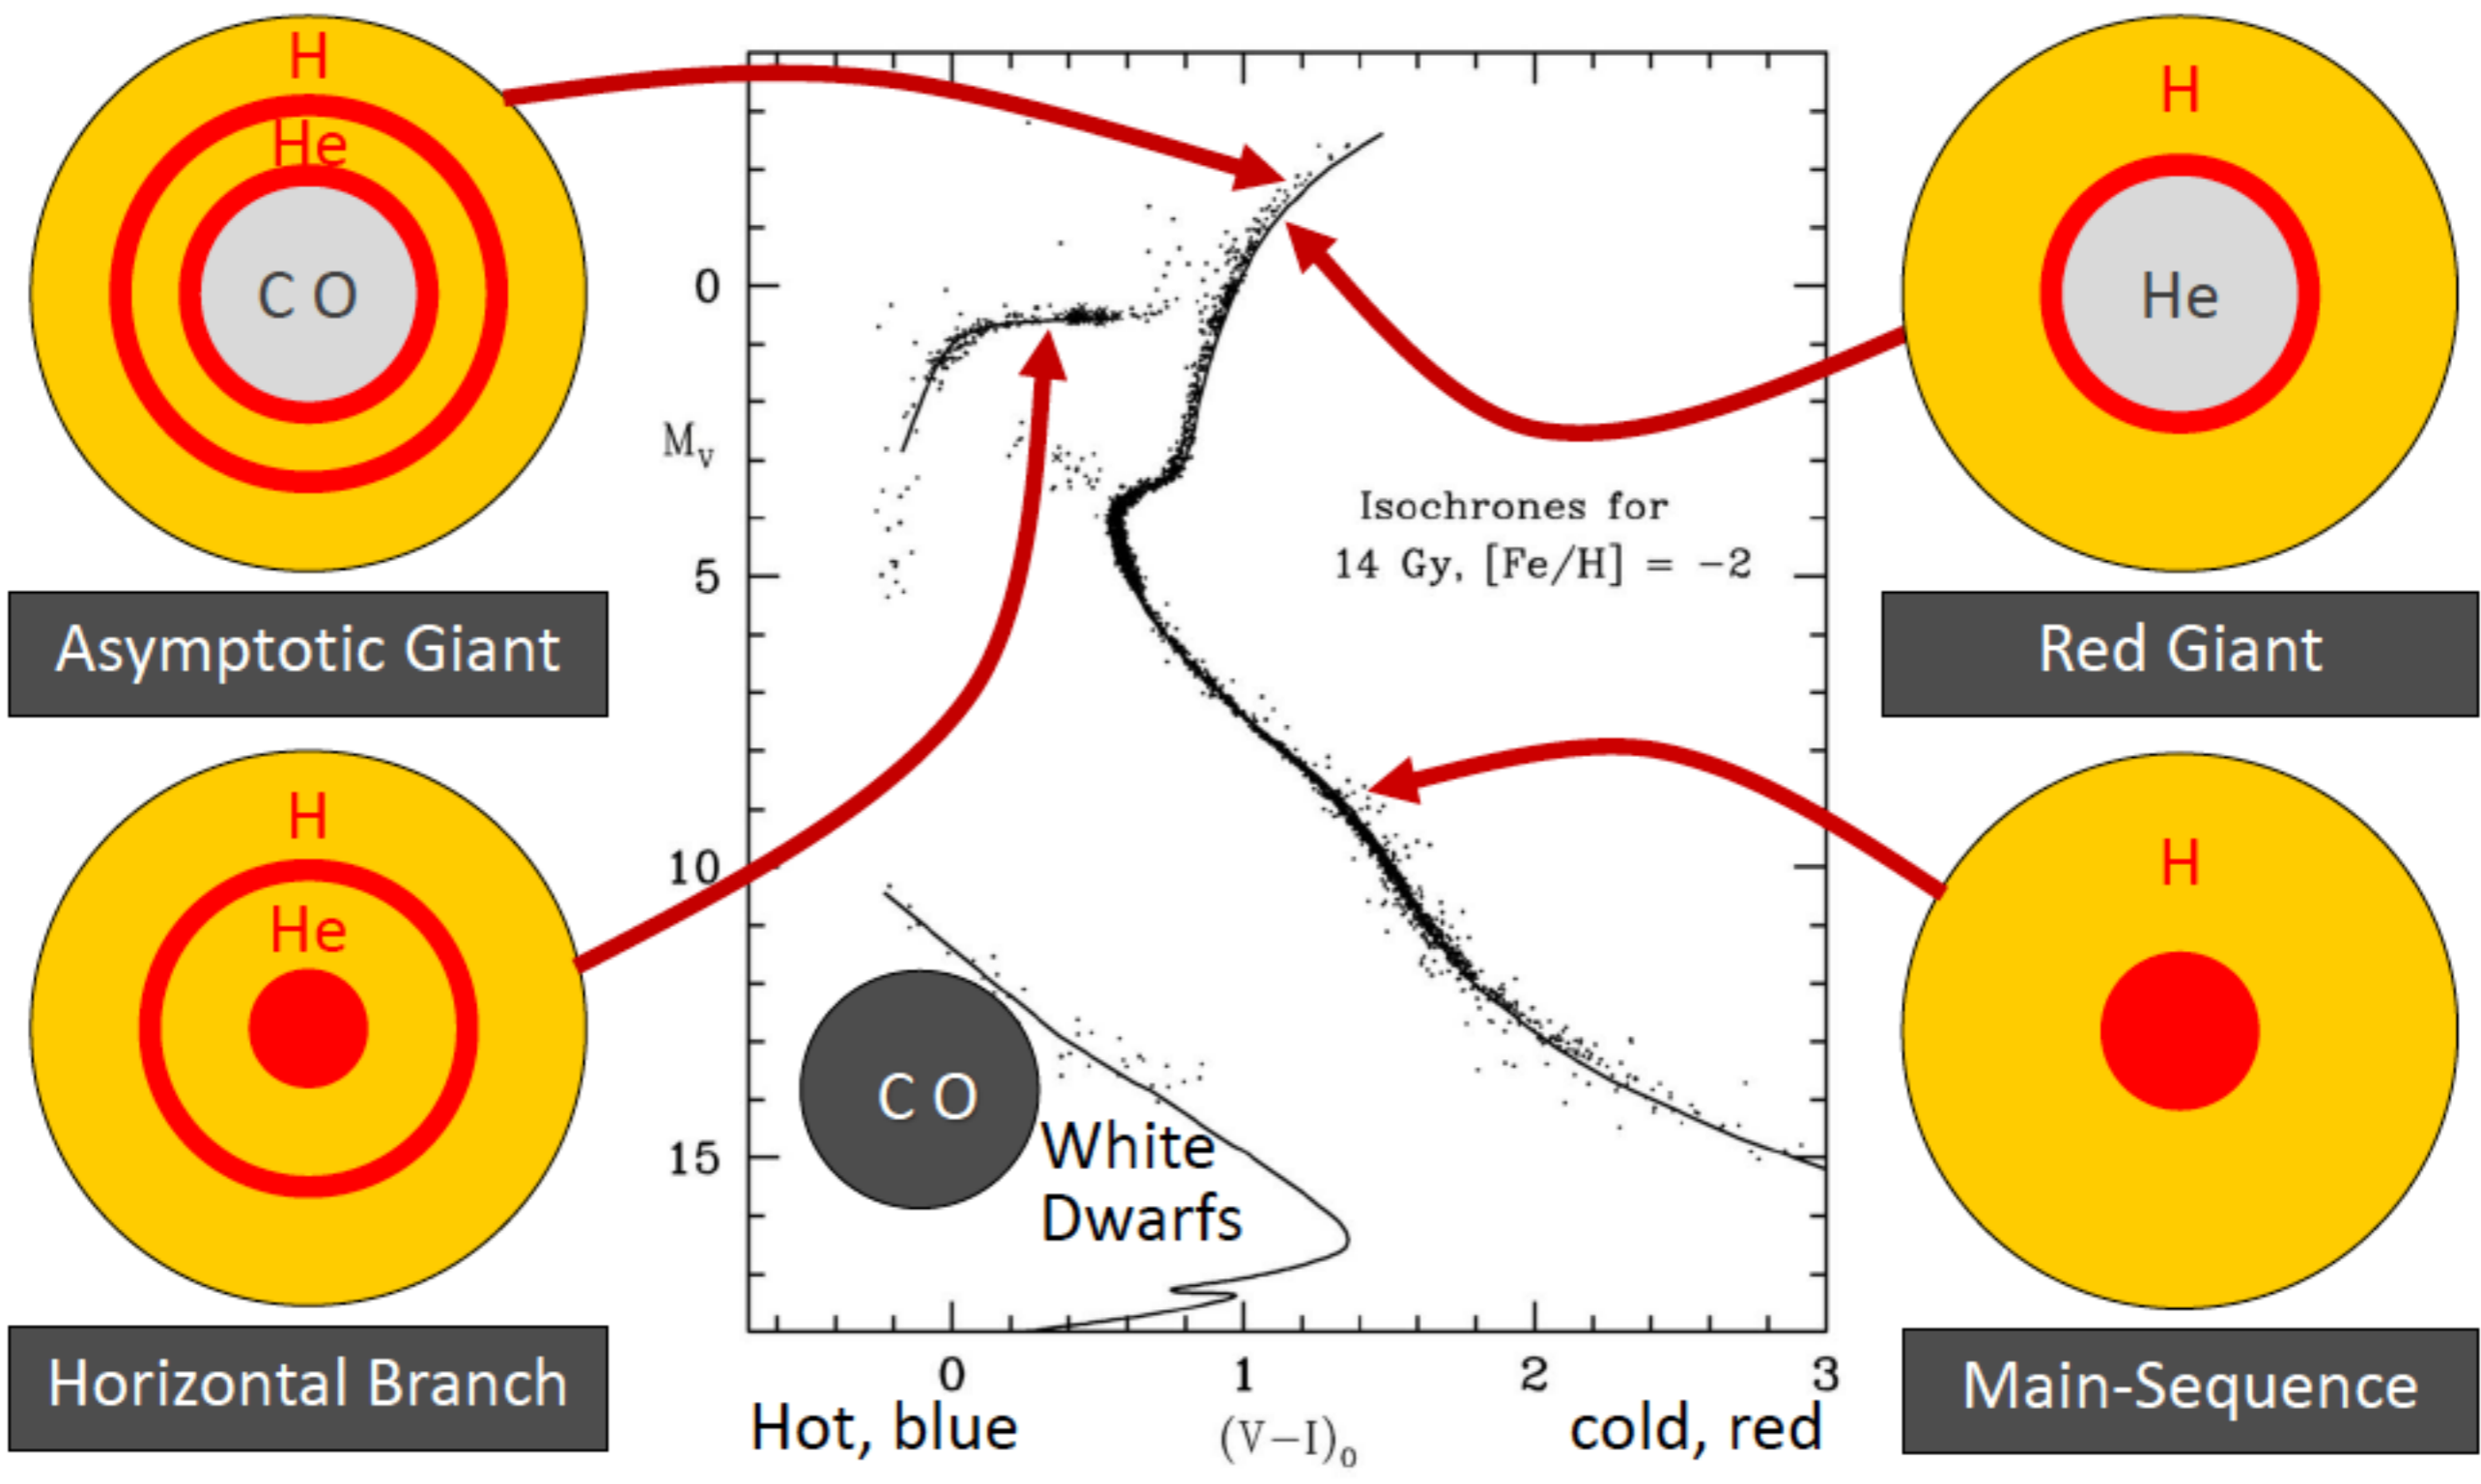 H
He
C O
Asymptotic Giant
H
He
Red Giant
H
He
Horizontal Branch
H
Main-Sequence
0
5
10
15
M_V
Isochrones for
14 Gy, [Fe/H] = −2
C O
White
Dwarfs
0 1 2 3
Hot, blue (V−I)₀ cold, red